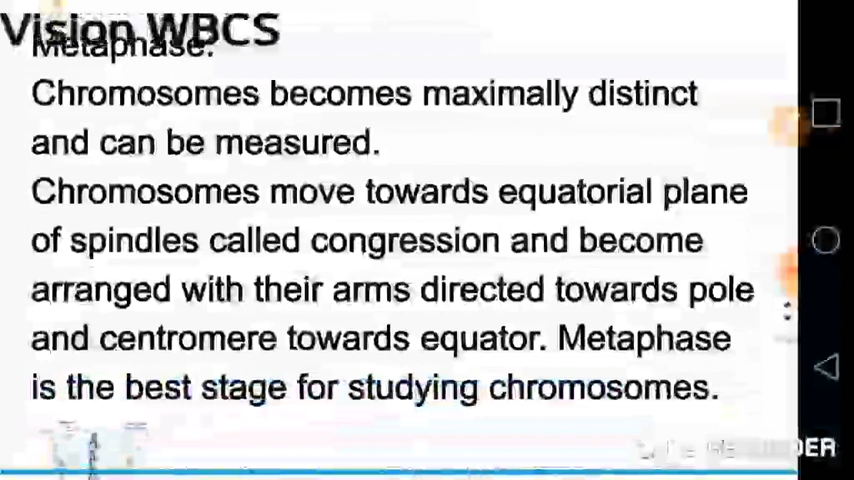 Vision WBCS
Metaphase.
Chromosomes becomes maximally distinct
and can be measured.
Chromosomes move towards equatorial plane
of spindles called congression and become
arranged with their arms directed towards pole
and centromere towards equator. Metaphase
is the best stage for studying chromosomes.